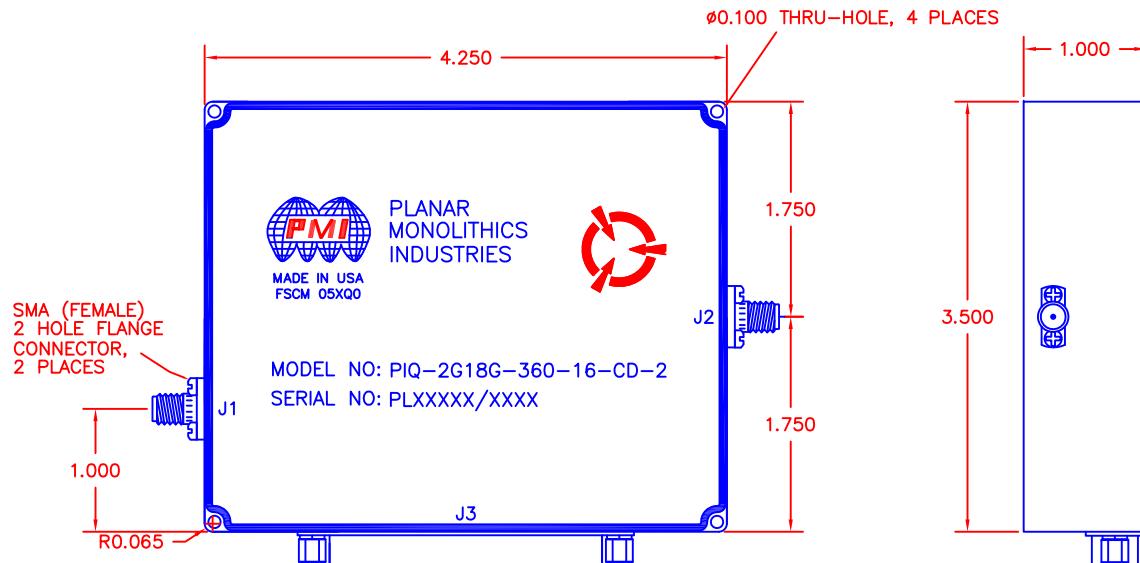 ø0.100 THRU-HOLE, 4 PLACES
4.250
1.000
PMI
PLANAR
MONOLITHICS
INDUSTRIES
MADE IN USA
FSCM 05XQ0
1.750
SMA (FEMALE)
2 HOLE FLANGE
CONNECTOR,
2 PLACES
J2
3.500
MODEL NO: PIQ-2G18G-360-16-CD-2
SERIAL NO: PLXXXXX/XXXX
J1
1.750
1.000
J3
R0.065